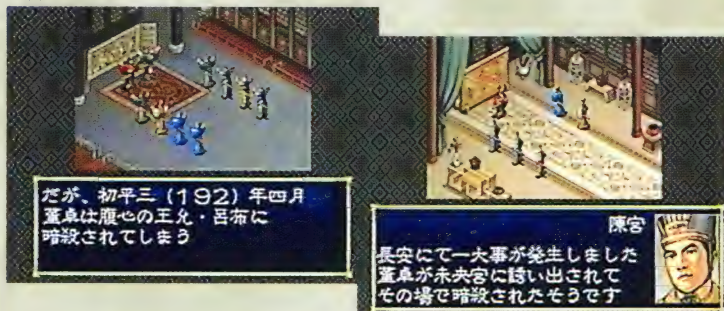 だが、初平三（192）年四月
董卓は腹心の王允・呂布に
暗殺されてしまう
陳宮
長安にて一大事が発生しました
董卓が未央宮に誘い出されて
その場で暗殺されたそうです